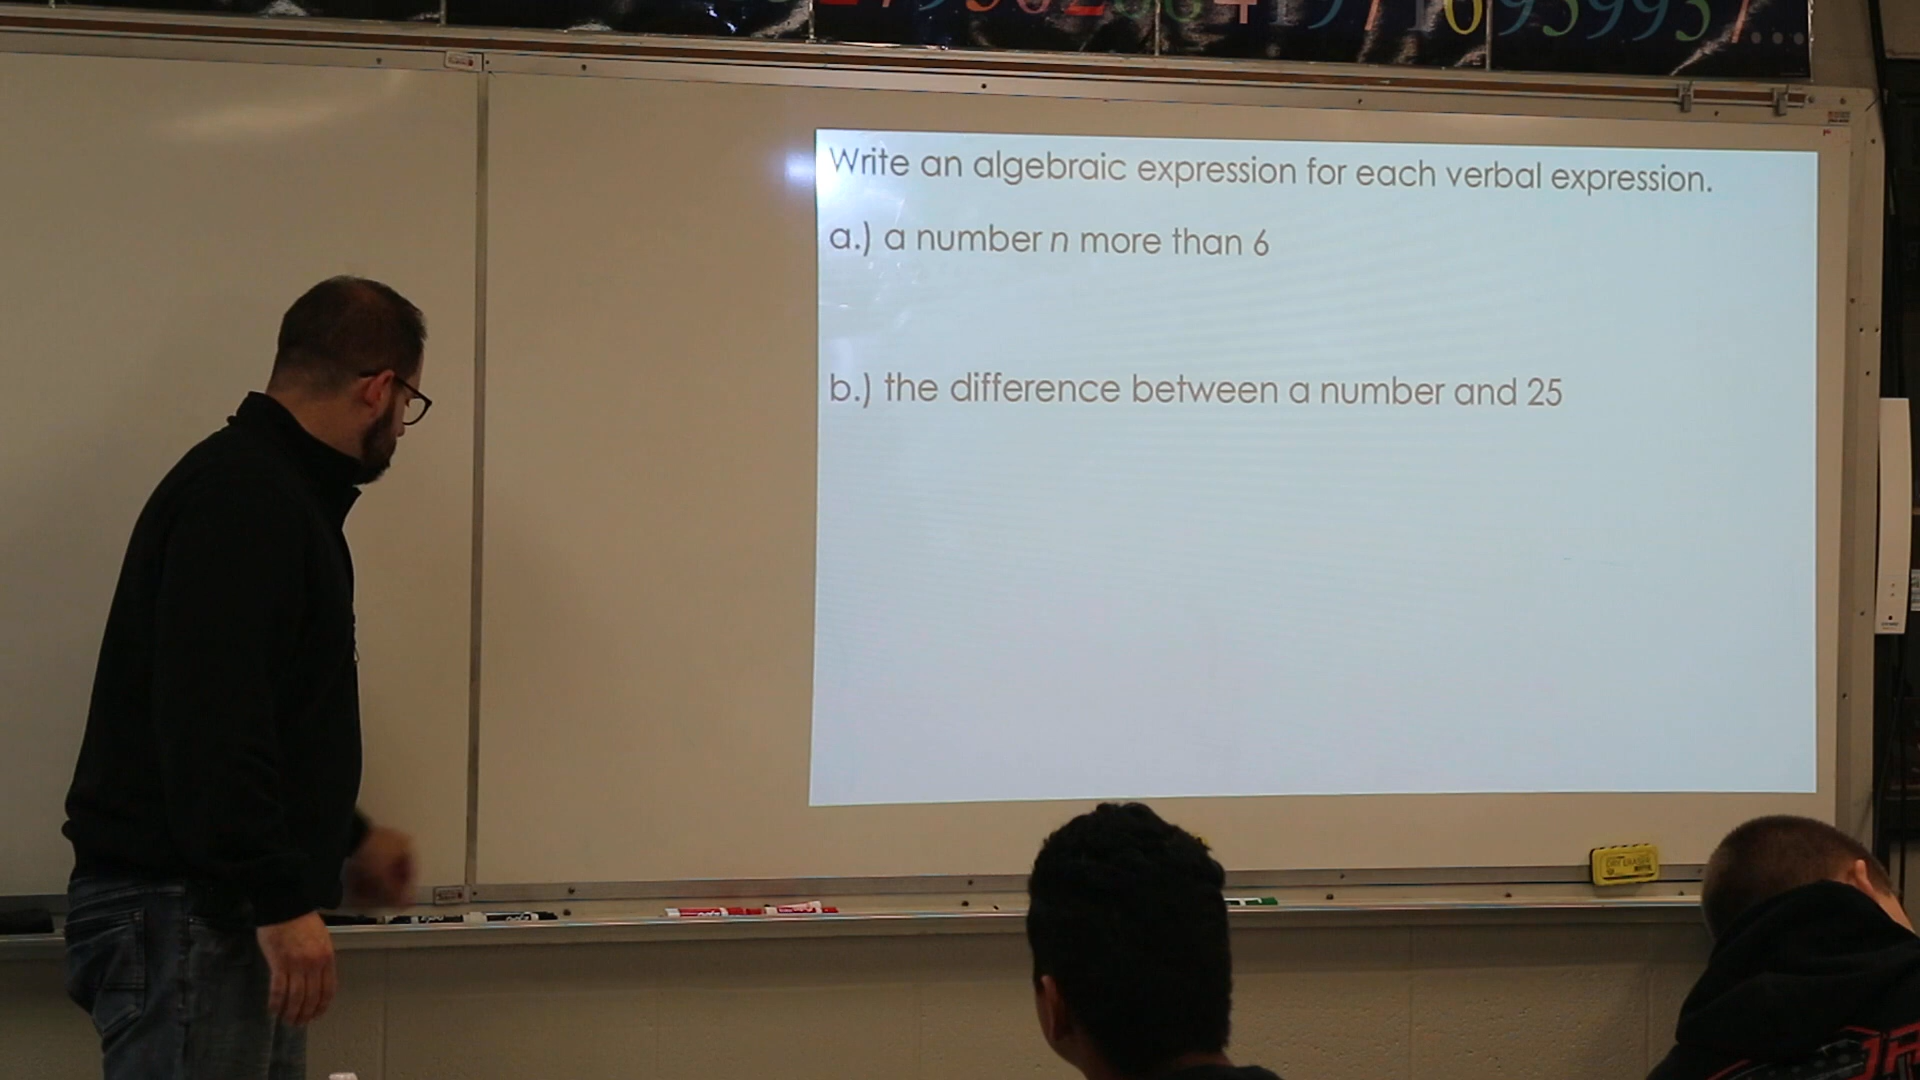 Write an algebraic expression for each verbal expression.
a.) a number n more than 6
b.) the difference between a number and 25